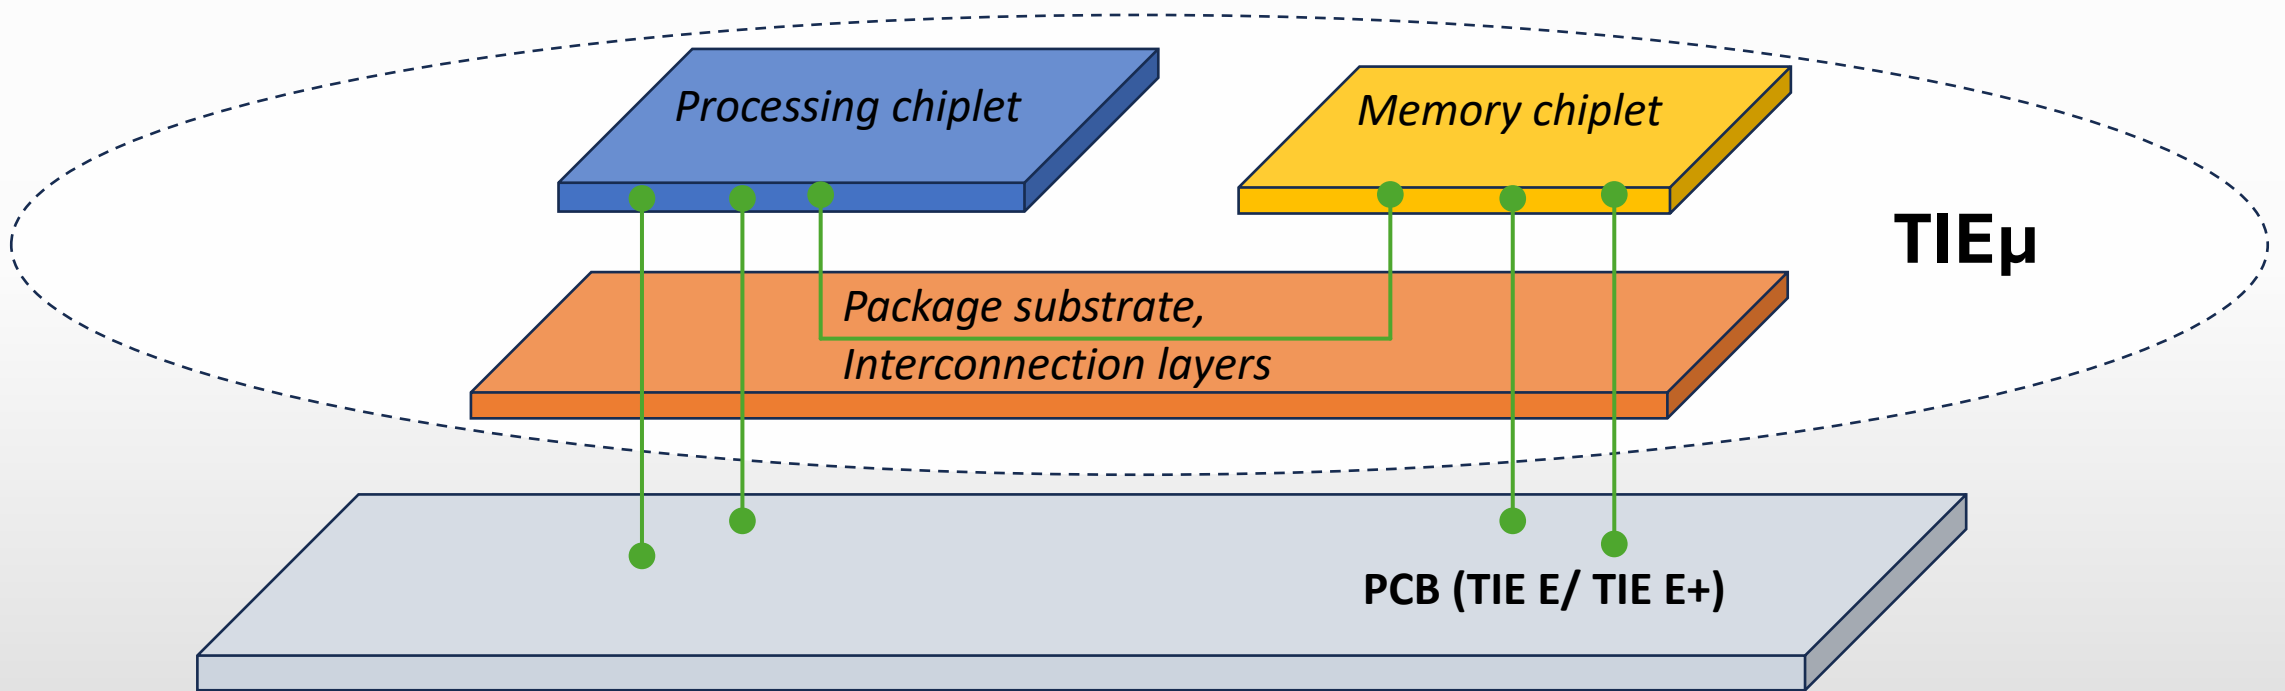 Processing chiplet
Memory chiplet
TIEμ
Package substrate,
Interconnection layers
PCB (TIE E/ TIE E+)